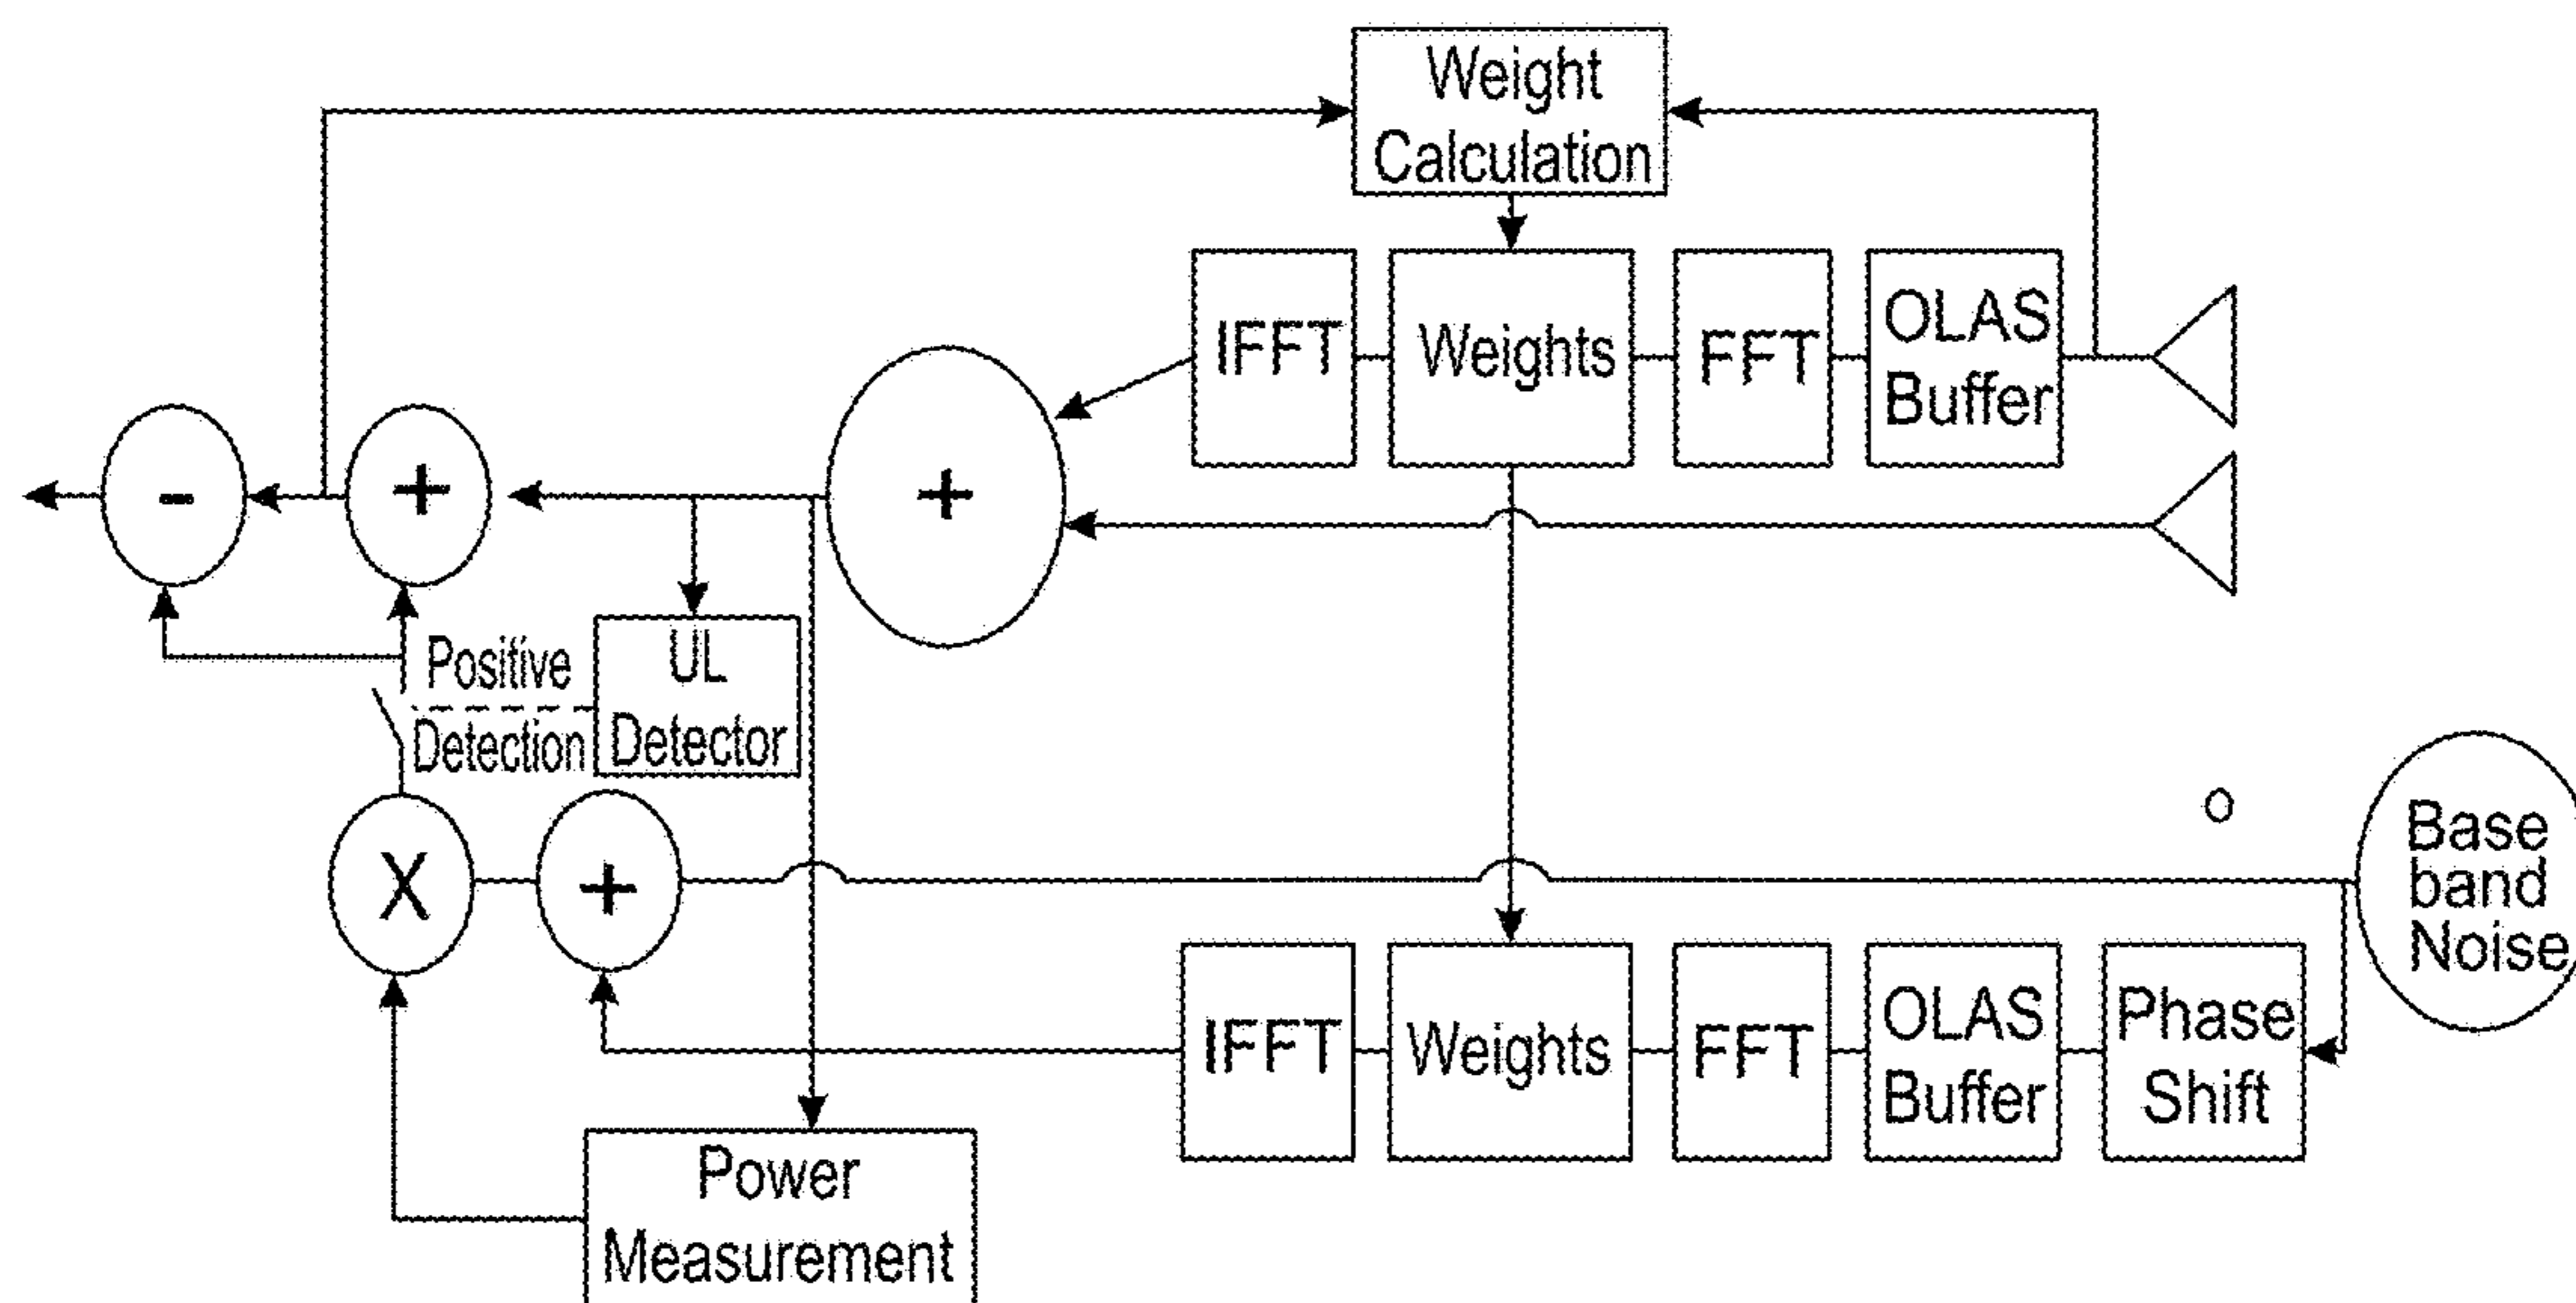 Weight
Calculation
IFFT
Weights
FFT
OLAS
Buffer
+
+
-
Positive
Detection
UL
Detector
Base
band
Noise
X
+
IFFT
Weights
FFT
OLAS
Buffer
Phase
Shift
Power
Measurement